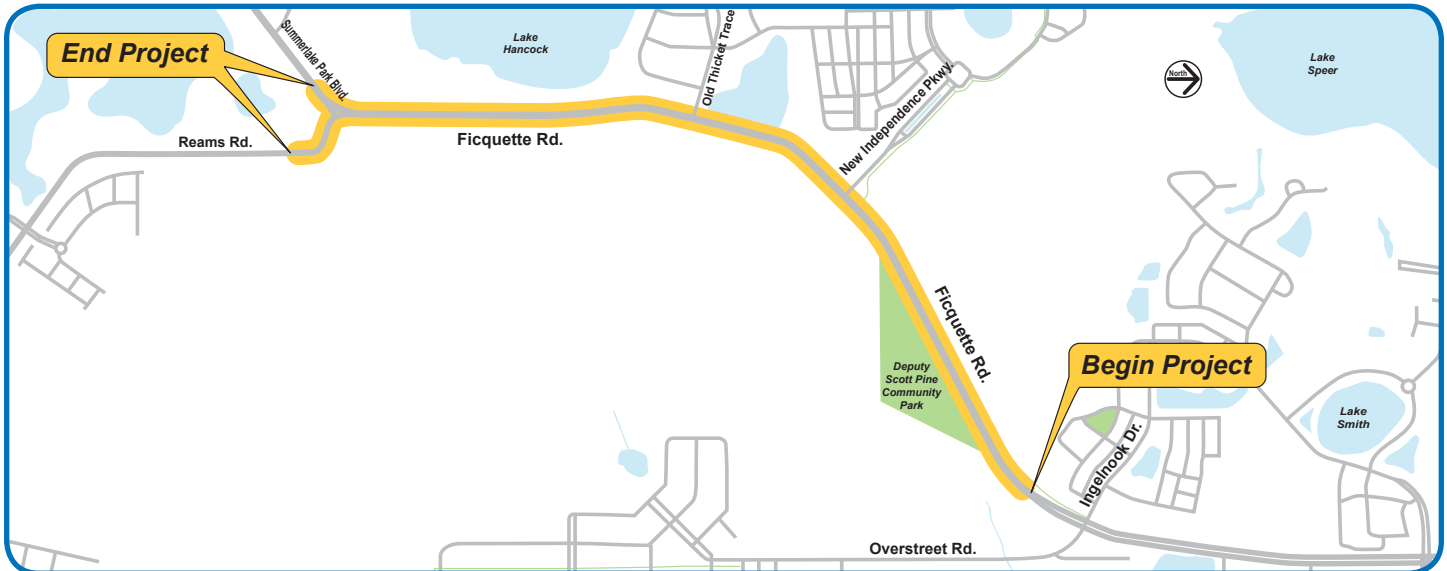 End Project
Summerlake Park Blvd.
Lake
Hancock
Old Thicket Trace
Lake
Speer
North
Reams Rd.
Ficquette Rd.
New Independence Pkwy.
Ficquette Rd.
Deputy
Scott Pine
Community
Park
Begin Project
Lake
Smith
Ingelnook Dr.
Overstreet Rd.